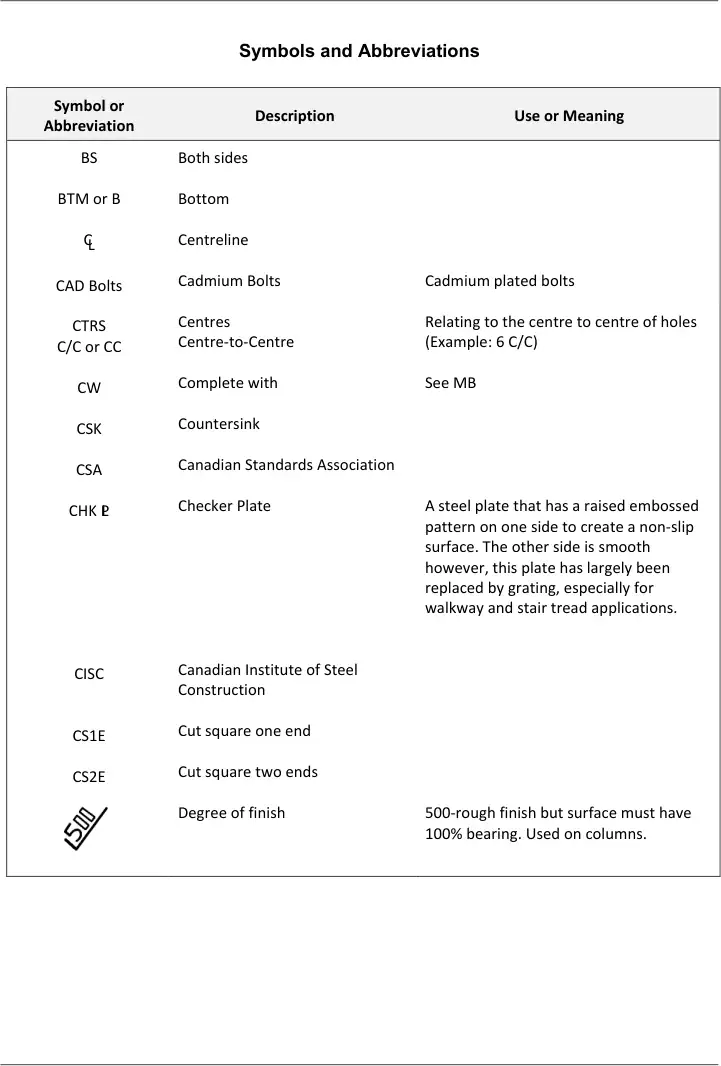 Symbols and Abbreviations
Symbol or
Abbreviation
Description
Use or Meaning
BS
Both sides
BTM or B
Bottom
℄
Centreline
CAD Bolts
Cadmium Bolts
Cadmium plated bolts
CTRS
C/C or CC
Centres
Centre-to-Centre
Relating to the centre to centre of holes
(Example: 6 C/C)
CW
Complete with
See MB
CSK
Countersink
CSA
Canadian Standards Association
CHK PL
Checker Plate
A steel plate that has a raised embossed
pattern on one side to create a non-slip
surface. The other side is smooth
however, this plate has largely been
replaced by grating, especially for
walkway and stair tread applications.
CISC
Canadian Institute of Steel
Construction
CS1E
Cut square one end
CS2E
Cut square two ends
500
Degree of finish
500-rough finish but surface must have
100% bearing. Used on columns.